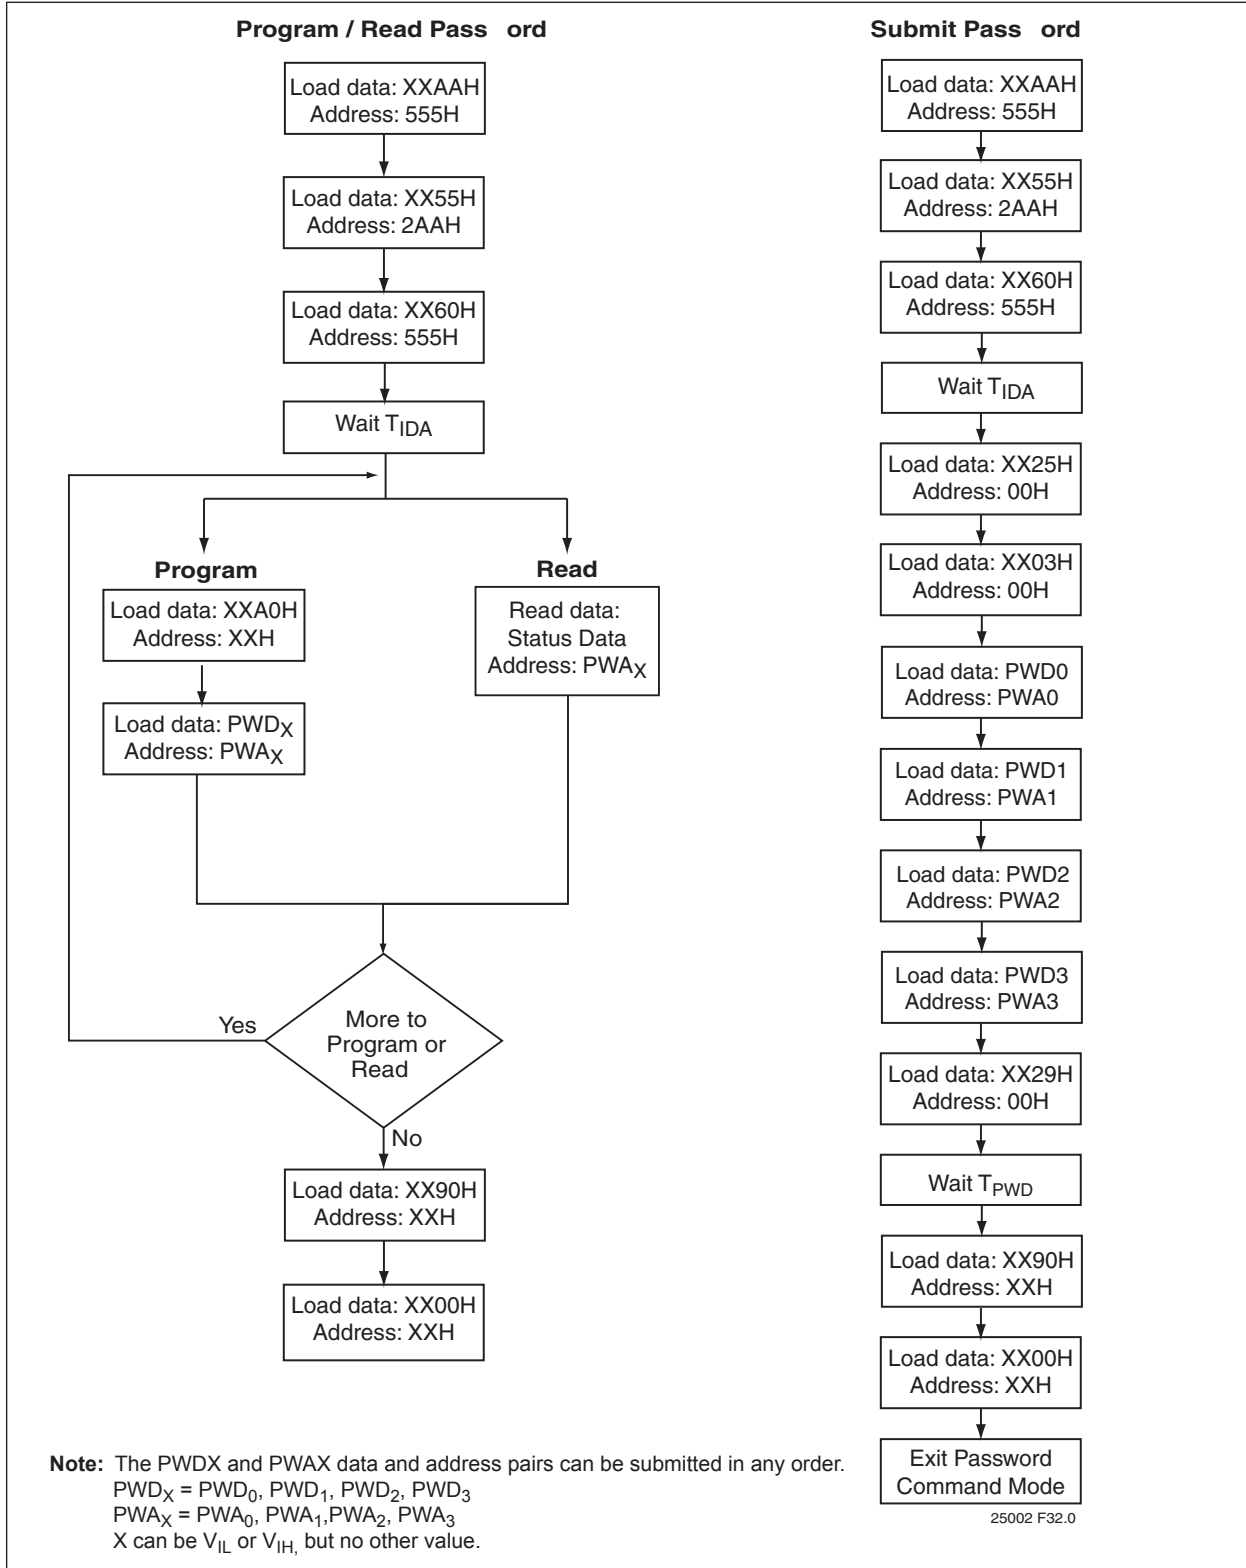 Program / Read Pass ord
Load data: XXAAH
Address: 555H
Load data: XX55H
Address: 2AAH
Load data: XX60H
Address: 555H
Wait TIDA
Program
Load data: XXA0H
Address: XXH
Load data: PWDX
Address: PWAX
Read
Read data:
Status Data
Address: PWAX
More to
Program or
Read
Yes
No
Load data: XX90H
Address: XXH
Load data: XX00H
Address: XXH
Submit Pass ord
Load data: XXAAH
Address: 555H
Load data: XX55H
Address: 2AAH
Load data: XX60H
Address: 555H
Wait TIDA
Load data: XX25H
Address: 00H
Load data: XX03H
Address: 00H
Load data: PWD0
Address: PWA0
Load data: PWD1
Address: PWA1
Load data: PWD2
Address: PWA2
Load data: PWD3
Address: PWA3
Load data: XX29H
Address: 00H
Wait TPWD
Load data: XX90H
Address: XXH
Load data: XX00H
Address: XXH
Exit Password
Command Mode
25002 F32.0
Note: The PWDX and PWAX data and address pairs can be submitted in any order.
PWDX = PWD0, PWD1, PWD2, PWD3
PWAX = PWA0, PWA1,PWA2, PWA3
X can be VIL or VIH, but no other value.